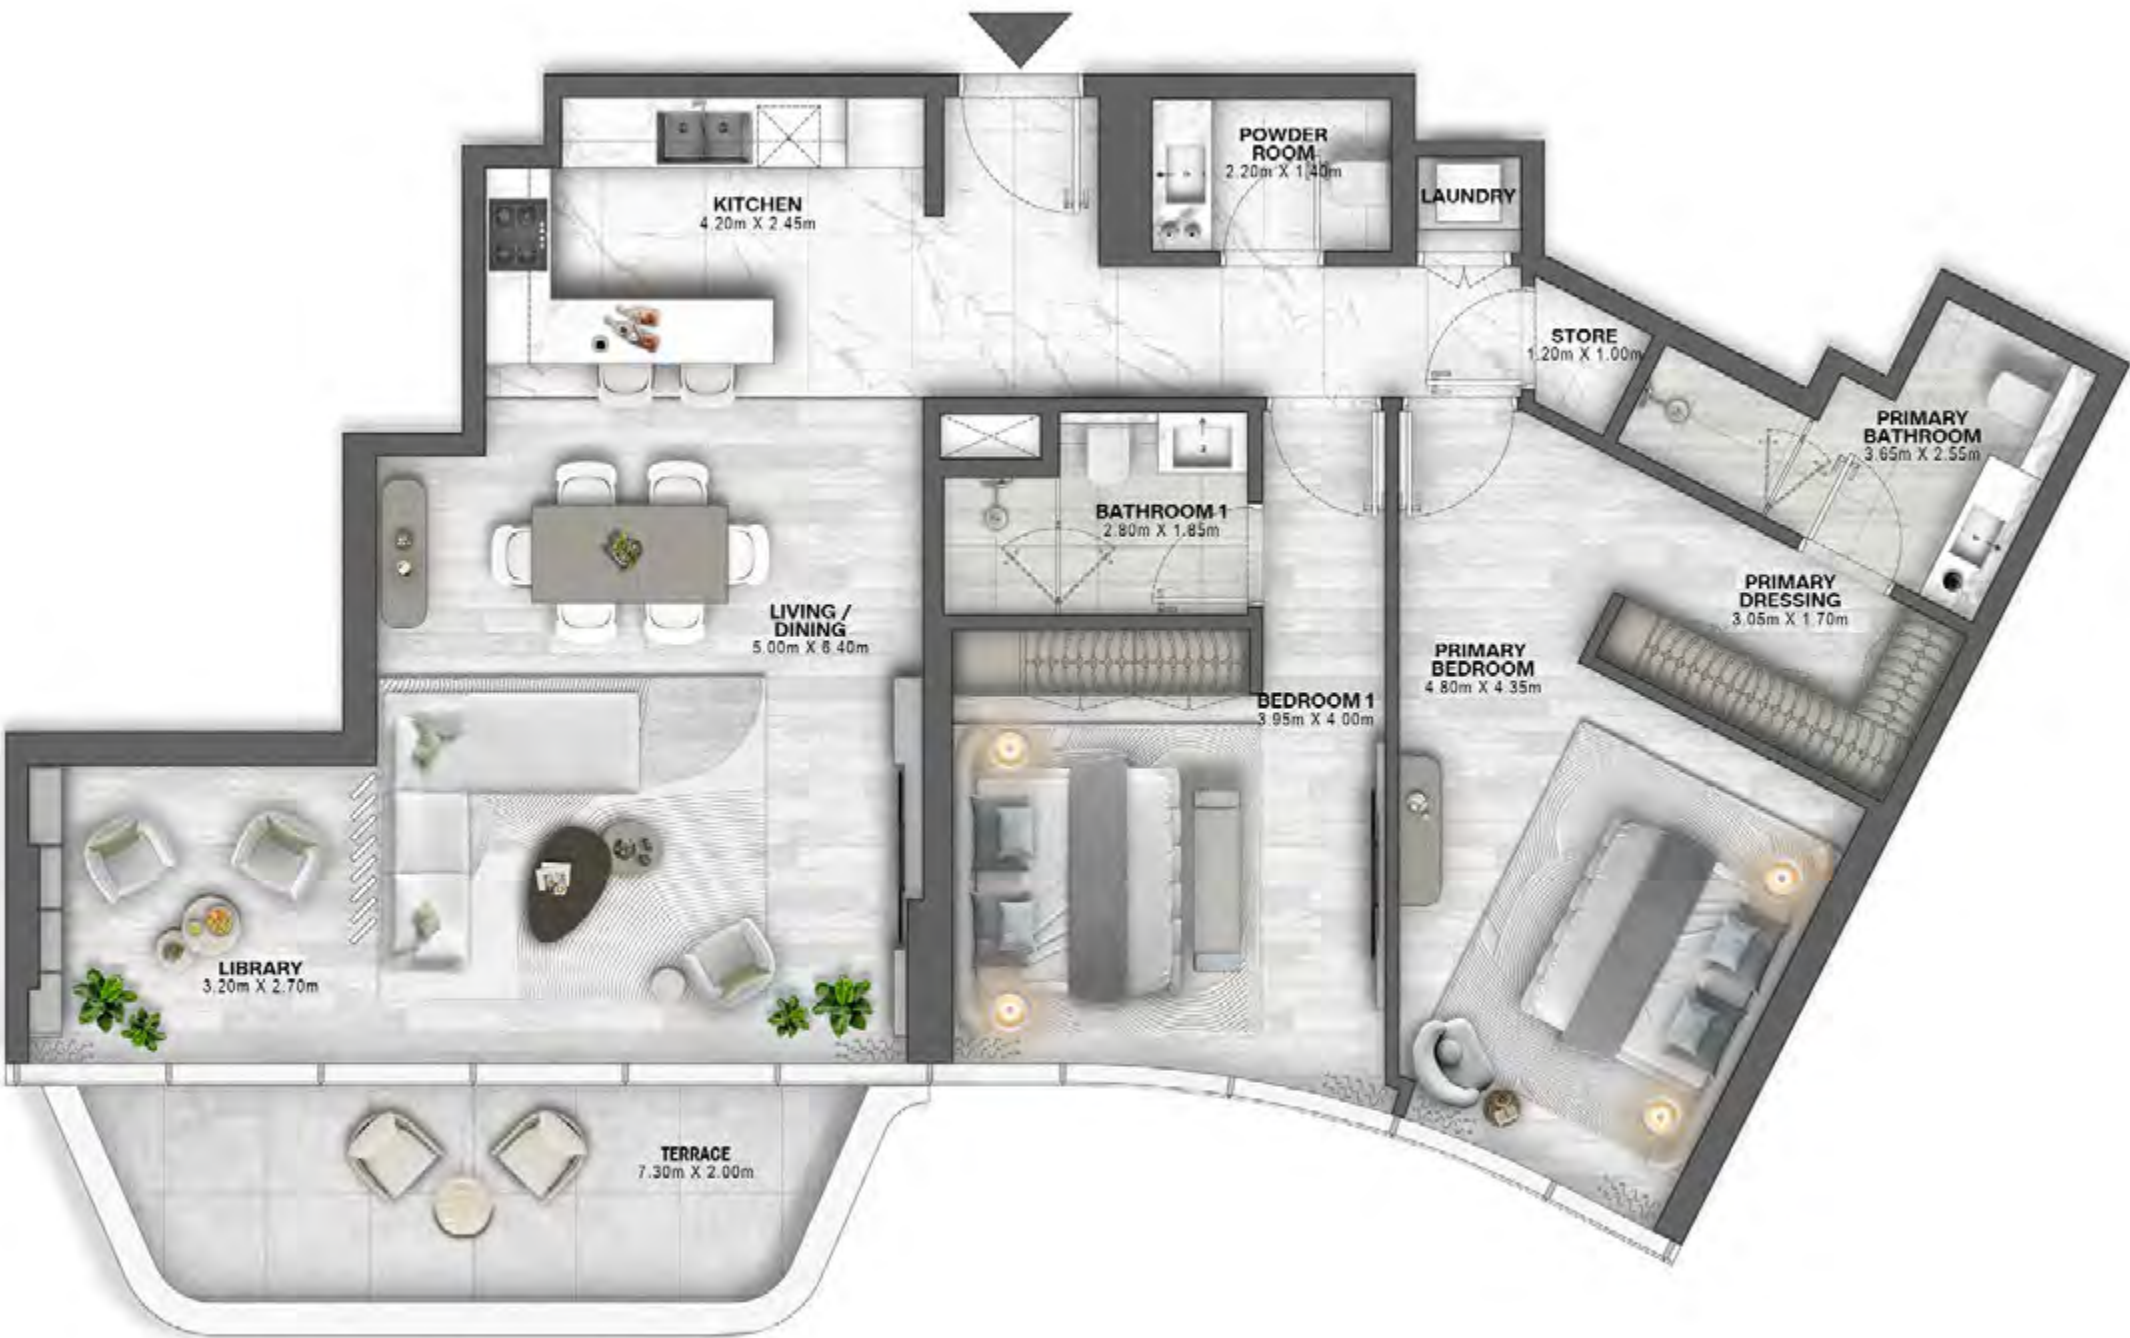 POWDER
ROOM
2.20m X 1.40m
LAUNDRY
KITCHEN
4.20m X 2.45m
STORE
1.20m X 1.00m
PRIMARY
BATHROOM
3.65m X 2.55m
BATHROOM 1
2.80m X 1.85m
PRIMARY
DRESSING
3.05m X 1.70m
LIVING /
DINING
5.00m X 6.40m
PRIMARY
BEDROOM
4.80m X 4.35m
BEDROOM 1
3.95m X 4.00m
LIBRARY
3.20m X 2.70m
TERRACE
7.30m X 2.00m